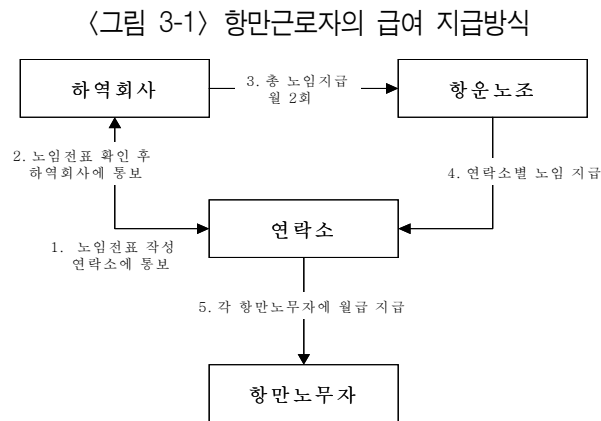 〈그림 3-1〉 항만근로자의 급여 지급방식
하역회사
3. 총 노임지급
월 2회
항운노조
2. 노임전표 확인 후
하역회사에 통보
4. 연락소별 노임 지급
연락소
1. 노임전표 작성
연락소에 통보
5. 각 항만노무자에 월급 지급
항만노무자